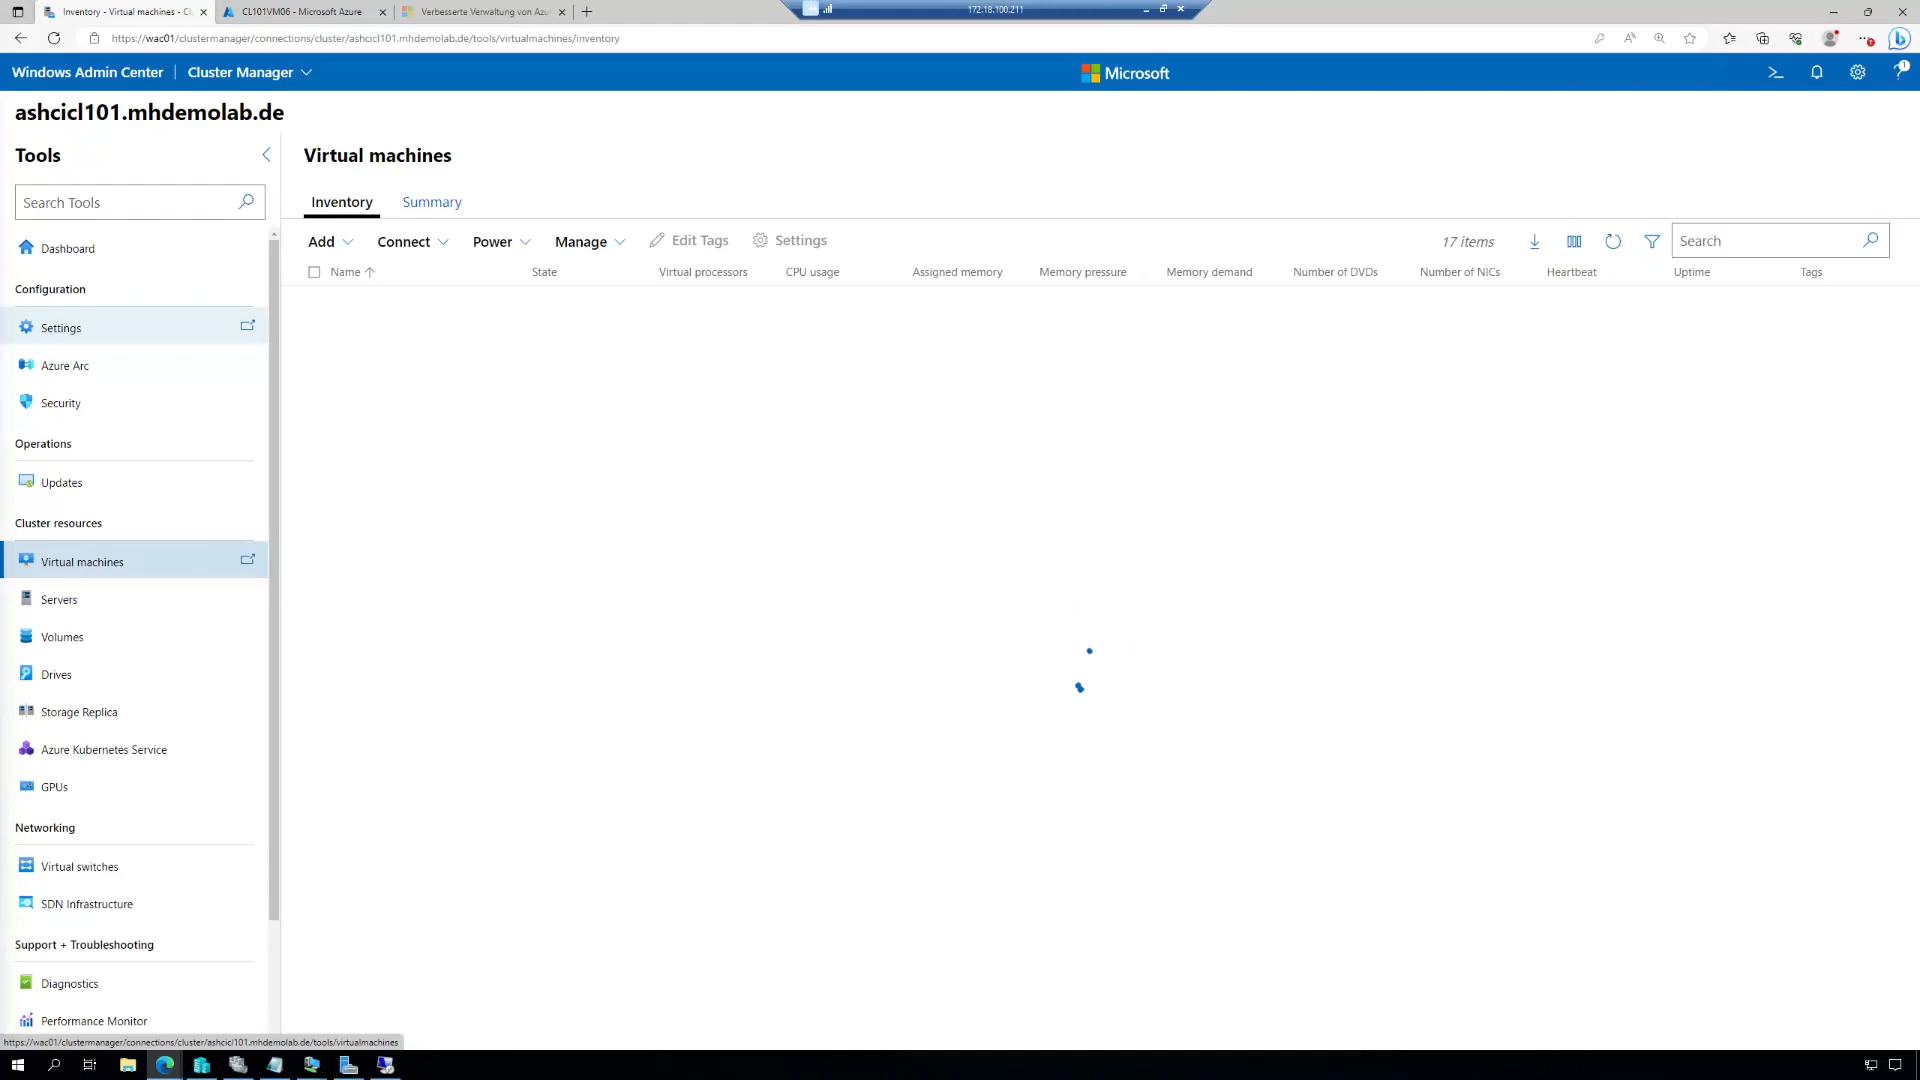 Inventory - Virtual machines - Cl
CL101VM06 - Microsoft Azure
Verbesserte Verwaltung von Azu
172.18.100.211
https://wac01/clustermanager/connections/cluster/ashcicl101.mhdemolab.de/tools/virtualmachines/inventory
Windows Admin Center
Cluster Manager
Microsoft
1
ashcicl101.mhdemolab.de
Tools
Search Tools
Dashboard
Configuration
Settings
Azure Arc
Security
Operations
Updates
Cluster resources
Virtual machines
Servers
Volumes
Drives
Storage Replica
Azure Kubernetes Service
GPUs
Networking
Virtual switches
SDN Infrastructure
Support + Troubleshooting
Diagnostics
Performance Monitor
Virtual machines
Inventory Summary
Add Connect Power Manage Edit Tags Settings 17 items Search
Name State Virtual processors CPU usage Assigned memory Memory pressure Memory demand Number of DVDs Number of NICs Heartbeat Uptime Tags
https://wac01/clustermanager/connections/cluster/ashcicl101.mhdemolab.de/tools/virtualmachines